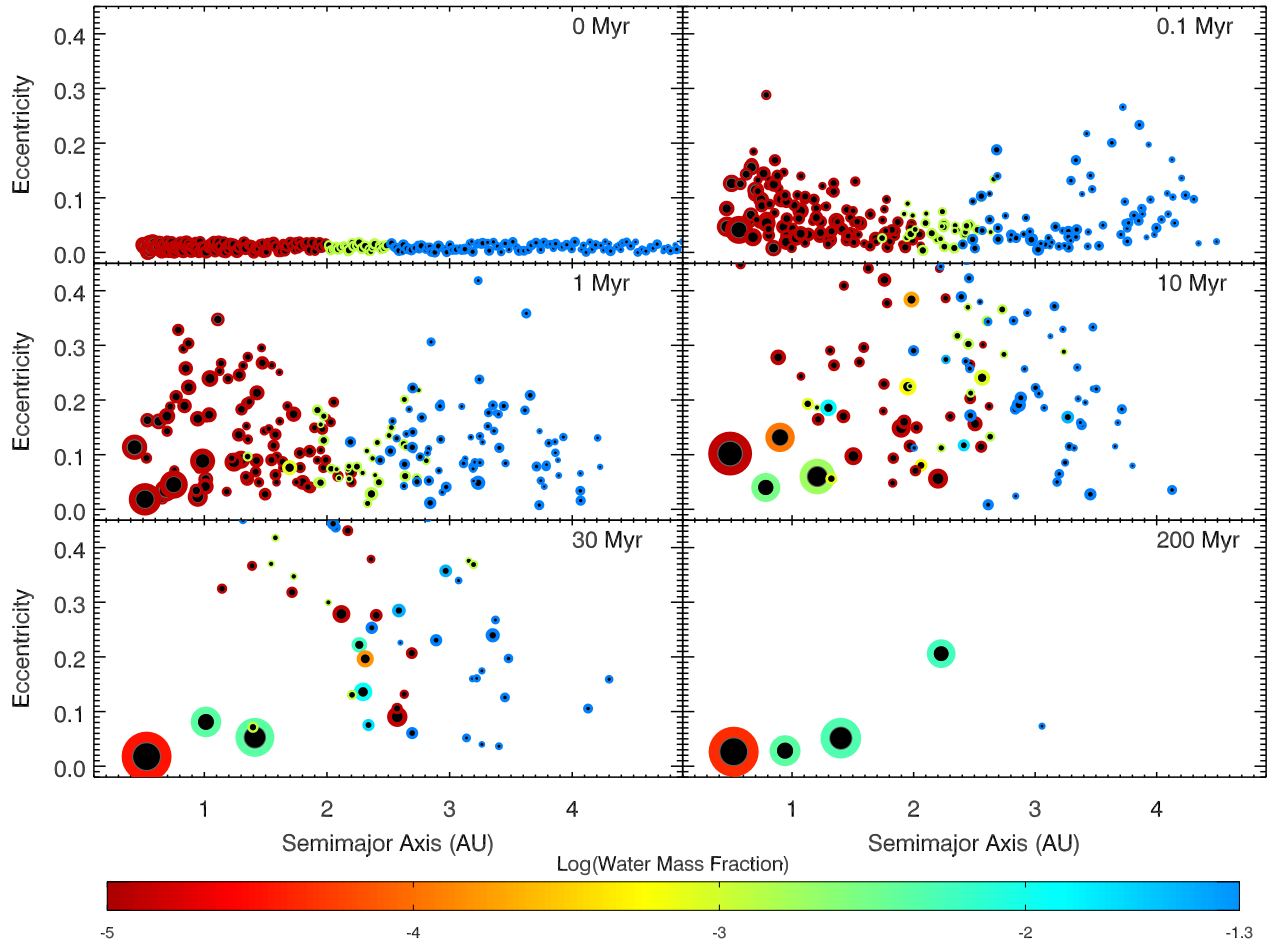 0 Myr
0.1 Myr
0.4
0.3
0.2
0.1
0.0
Eccentricity
1 Myr
10 Myr
0.4
0.3
0.2
0.1
0.0
Eccentricity
30 Myr
200 Myr
0.4
0.3
0.2
0.1
0.0
Eccentricity
1 2 3 4
1 2 3 4
Semimajor Axis (AU)
Semimajor Axis (AU)
Log(Water Mass Fraction)
-5 -4 -3 -2 -1.3